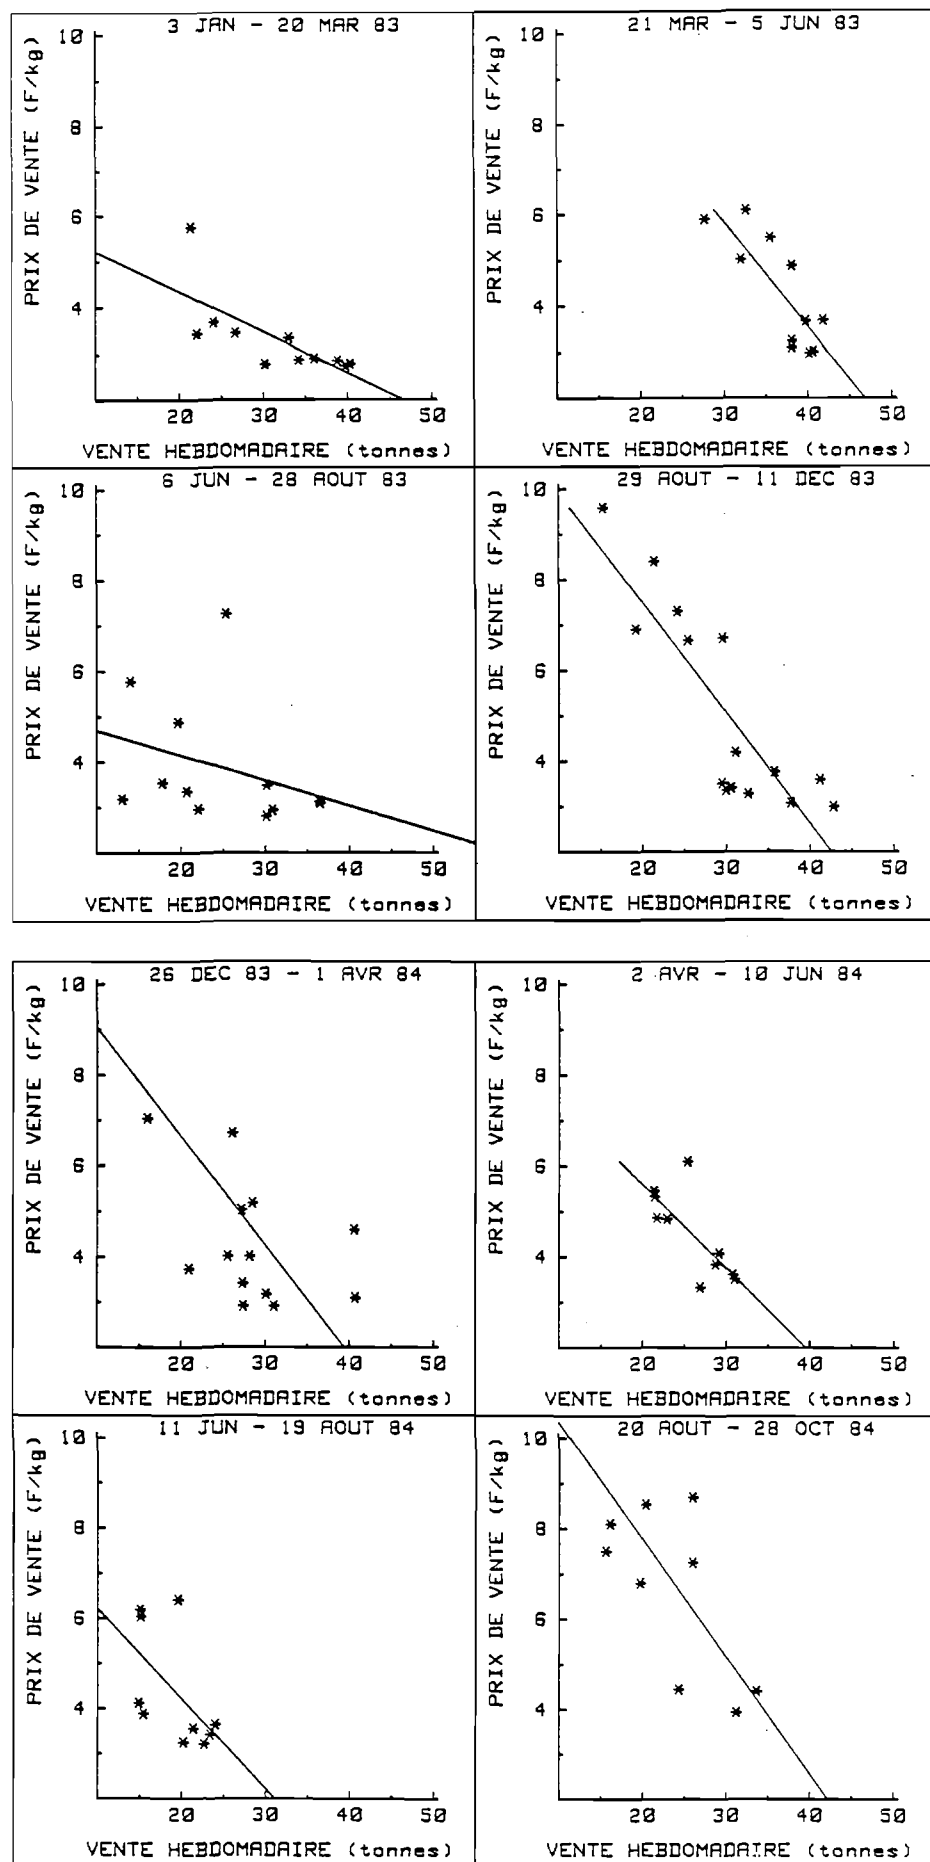 3 JAN - 20 MAR 83
PRIX DE VENTE (F/kg)
10
8
6
4
20 30 40 50
VENTE HEBDOMADAIRE (tonnes)
21 MAR - 5 JUN 83
PRIX DE VENTE (F/kg)
10
8
6
4
20 30 40 50
VENTE HEBDOMADAIRE (tonnes)
6 JUN - 28 AOUT 83
PRIX DE VENTE (F/kg)
10
8
6
4
20 30 40 50
VENTE HEBDOMADAIRE (tonnes)
29 AOUT - 11 DEC 83
PRIX DE VENTE (F/kg)
10
8
6
4
20 30 40 50
VENTE HEBDOMADAIRE (tonnes)
26 DEC 83 - 1 AVR 84
PRIX DE VENTE (F/kg)
10
8
6
4
20 30 40 50
VENTE HEBDOMADAIRE (tonnes)
2 AVR - 10 JUN 84
PRIX DE VENTE (F/kg)
10
8
6
4
20 30 40 50
VENTE HEBDOMADAIRE (tonnes)
11 JUN - 19 AOUT 84
PRIX DE VENTE (F/kg)
10
8
6
4
20 30 40 50
VENTE HEBDOMADAIRE (tonnes)
20 AOUT - 28 OCT 84
PRIX DE VENTE (F/kg)
10
8
6
4
20 30 40 50
VENTE HEBDOMADAIRE (tonnes)